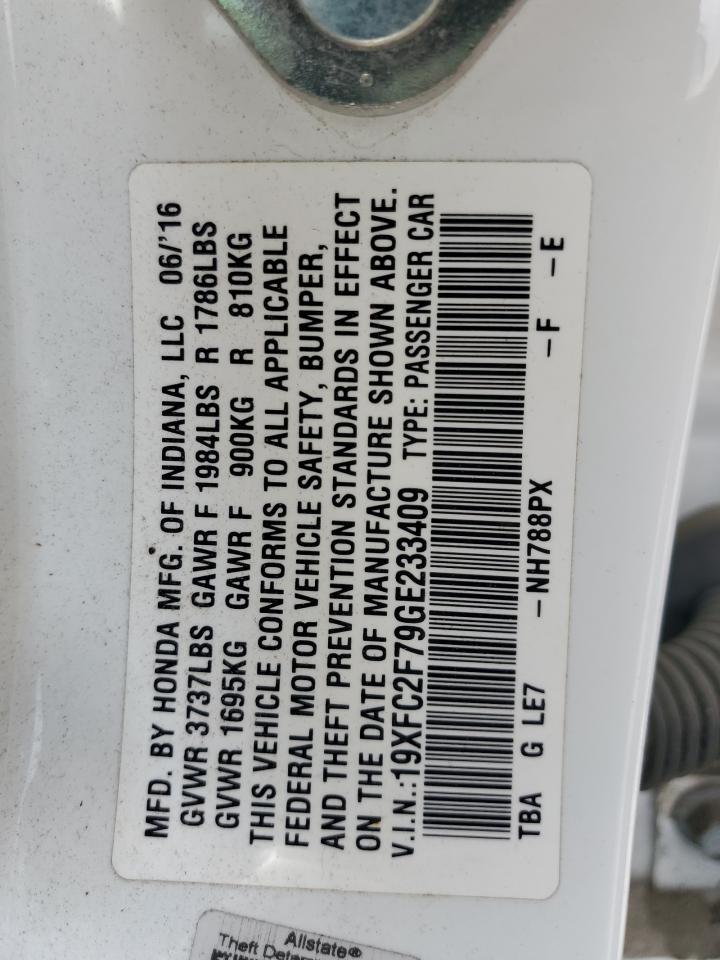 MFD. BY HONDA MFG. OF INDIANA, LLC 06/'16
GVWR 3737LBS GAWR F 1984LBS R 1786LBS
GVWR 1695KG GAWR F 900KG R 810KG
THIS VEHICLE CONFORMS TO ALL APPLICABLE
FEDERAL MOTOR VEHICLE SAFETY, BUMPER,
AND THEFT PREVENTION STANDARDS IN EFFECT
ON THE DATE OF MANUFACTURE SHOWN ABOVE.
V.I.N.:19XFC2F79GE233409 TYPE: PASSENGER CAR
TBA G LE7 -NH788PX -F -E
Allstate®
Theft